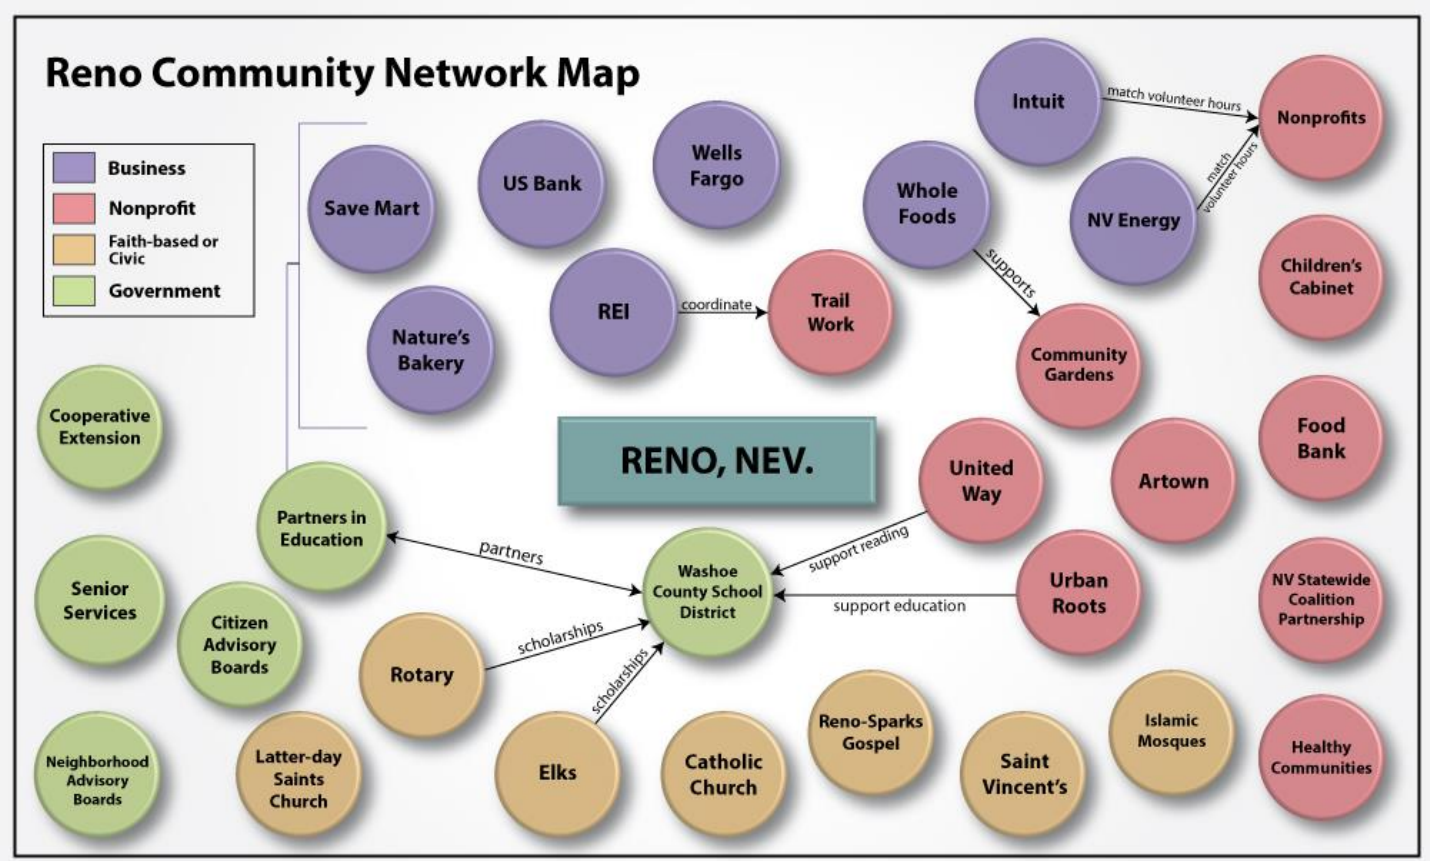 Reno Community Network Map
Business
Nonprofit
Faith-based or
Civic
Government
Save Mart
US Bank
Wells
Fargo
Nature's
Bakery
REI
coordinate
Trail
Work
Whole
Foods
supports
Community
Gardens
Intuit
match volunteer hours
NV Energy
match
volunteer hours
Nonprofits
Children's
Cabinet
Food
Bank
NV Statewide
Coalition
Partnership
Healthy
Communities
RENO, NEV.
United
Way
support reading
Artown
Urban
Roots
support education
Cooperative
Extension
Partners in
Education
partners
Washoe
County School
District
Senior
Services
Citizen
Advisory
Boards
Neighborhood
Advisory
Boards
Rotary
scholarships
Elks
scholarships
Latter-day
Saints
Church
Catholic
Church
Reno-Sparks
Gospel
Saint
Vincent's
Islamic
Mosques